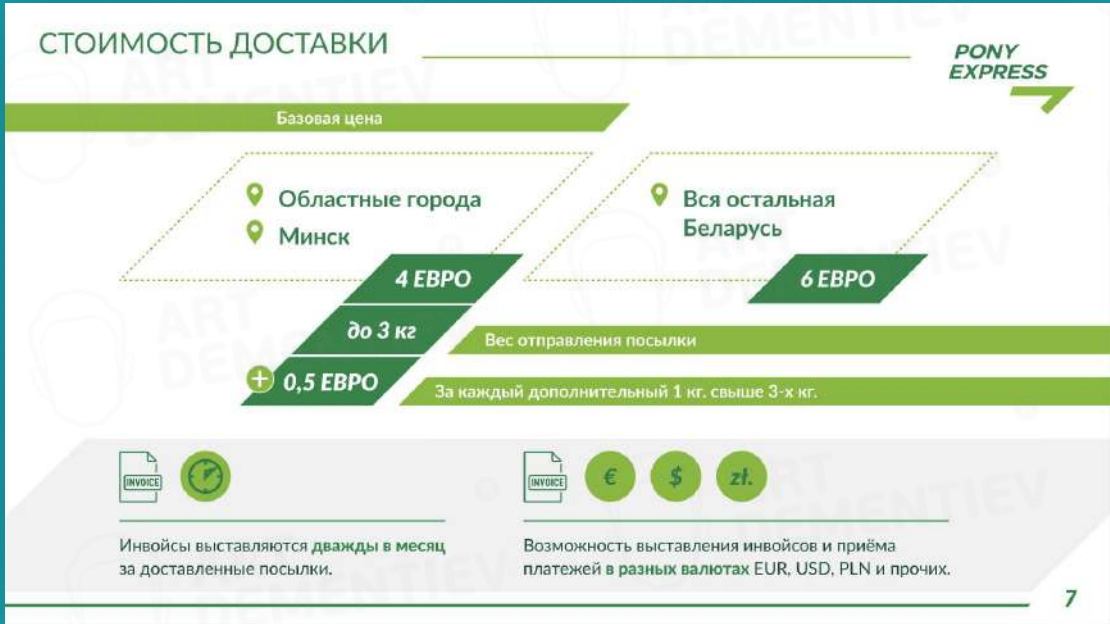 СТОИМОСТЬ ДОСТАВКИ
PONY
EXPRESS
Базовая цена
Областные города
Минск
4 ЕВРО
Вся остальная
Беларусь
6 ЕВРО
до 3 кг
Вес отправления посылки
+ 0,5 ЕВРО
За каждый дополнительный 1 кг. свыше 3-х кг.
INVOICE
Инвойсы выставляются дважды в месяц
за доставленные посылки.
INVOICE € $ zł.
Возможность выставления инвойсов и приёма
платежей в разных валютах EUR, USD, PLN и прочих.
7
ART
DEMENTIEV